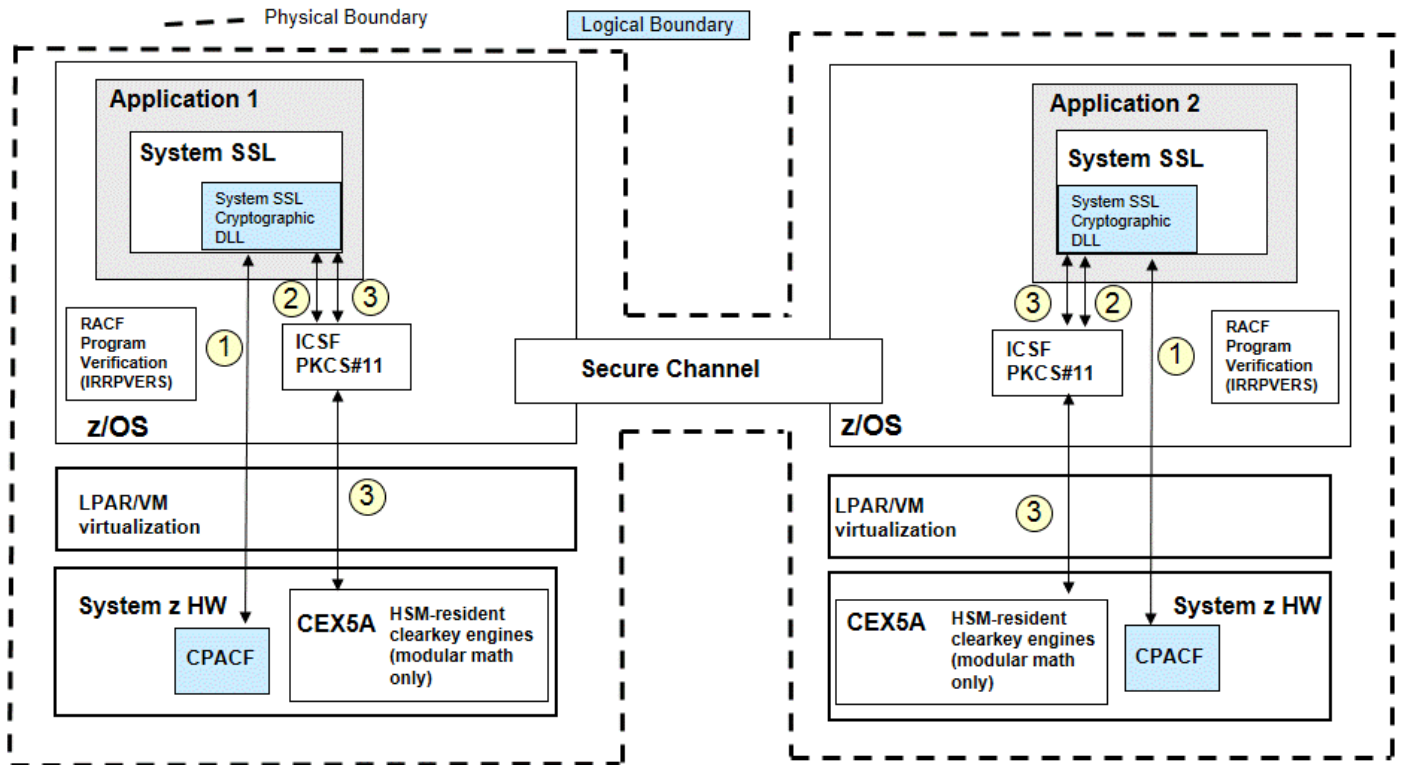 Physical Boundary
Logical Boundary
Application 1
System SSL
System SSL
Cryptographic
DLL
2
3
RACF
Program
Verification
(IRRPVERS)
1
ICSF
PKCS#11
z/OS
LPAR/VM
virtualization
3
System z HW
CPACF
CEX5A
HSM-resident
clearkey engines
(modular math
only)
Secure Channel
Application 2
System SSL
System SSL
Cryptographic
DLL
3
2
ICSF
PKCS#11
1
RACF
Program
Verification
(IRRPVERS)
z/OS
LPAR/VM
virtualization
3
CEX5A
HSM-resident
clearkey engines
(modular math
only)
System z HW
CPACF